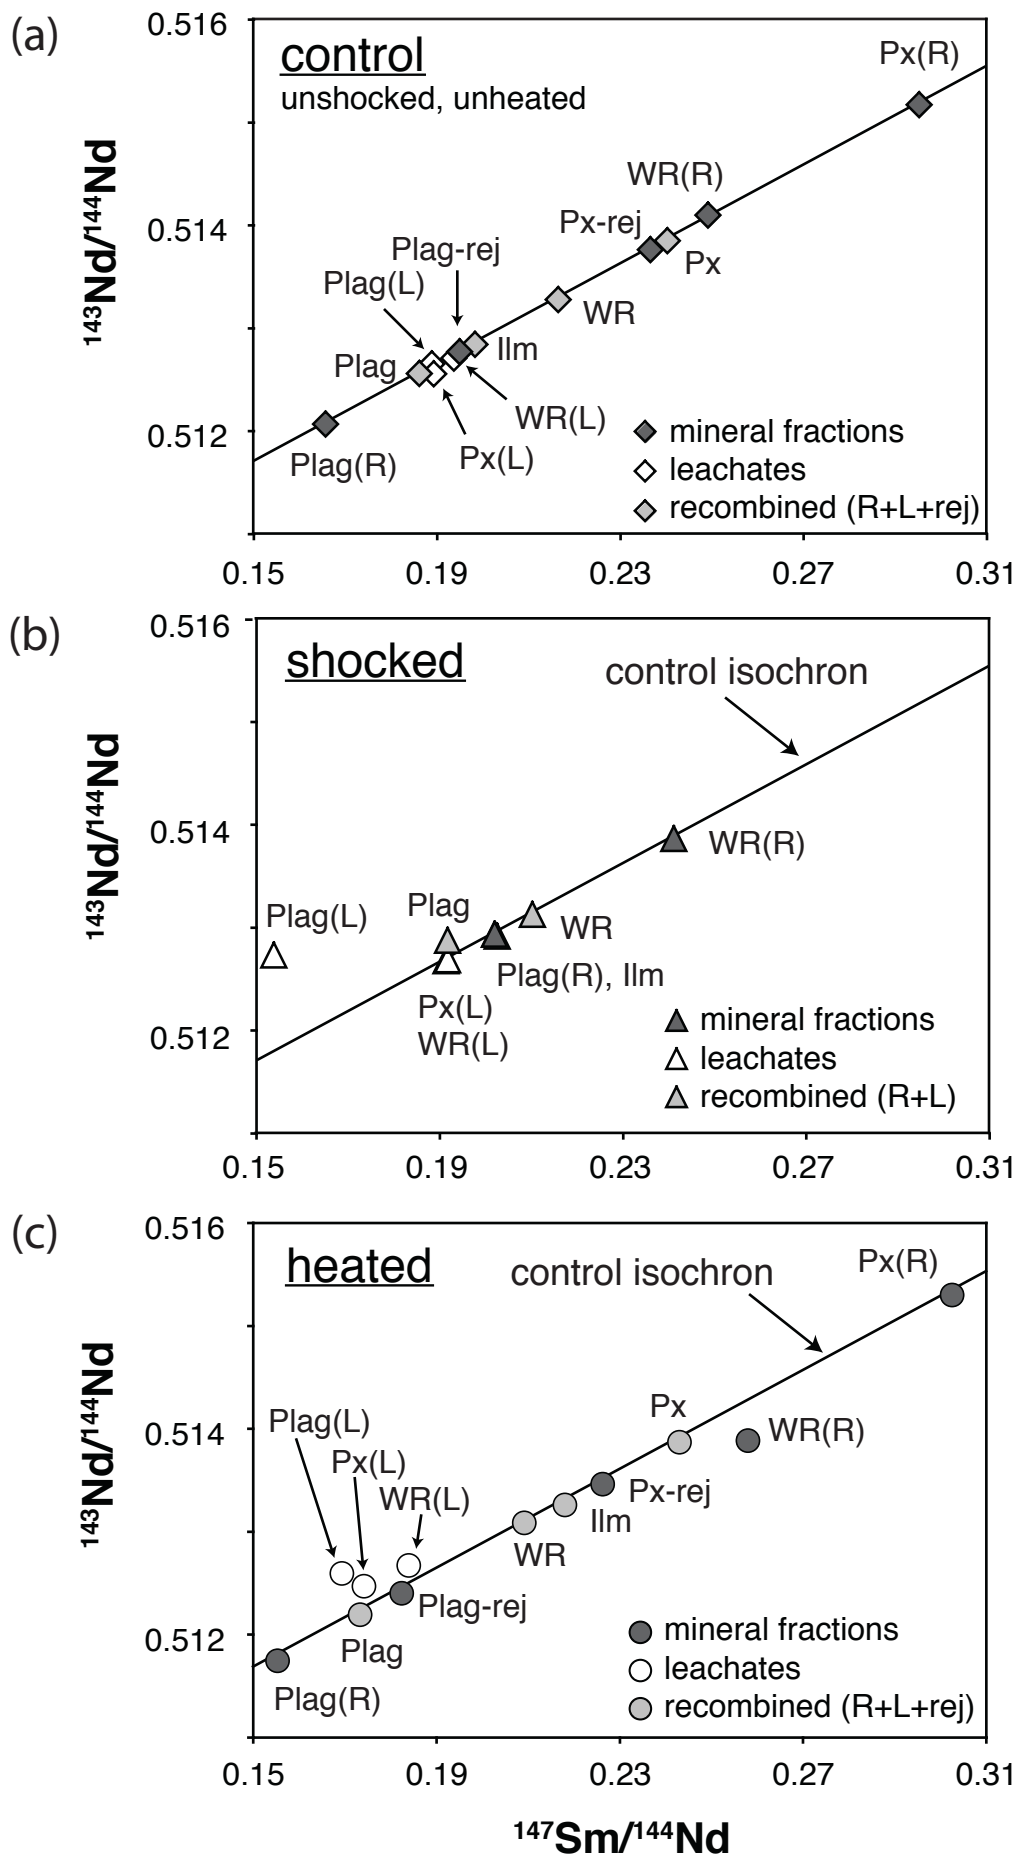 (a)
0.516
control
unshocked, unheated
Px(R)
WR(R)
Px-rej
Px
0.514
Plag-rej
Plag(L)
WR
Plag
Ilm
WR(L)
Px(L)
0.512
Plag(R)
mineral fractions
leachates
recombined (R+L+rej)
¹⁴³Nd/¹⁴⁴Nd
0.15 0.19 0.23 0.27 0.31
(b)
0.516
shocked
control isochron
0.514
WR(R)
Plag
Plag(L)
WR
Plag(R), Ilm
Px(L)
WR(L)
0.512
mineral fractions
leachates
recombined (R+L)
¹⁴³Nd/¹⁴⁴Nd
0.15 0.19 0.23 0.27 0.31
(c)
0.516
heated
control isochron
Px(R)
0.514
Px
WR(R)
Plag(L)
Px(L)
WR(L)
Px-rej
Ilm
WR
Plag-rej
0.512
Plag
Plag(R)
mineral fractions
leachates
recombined (R+L+rej)
¹⁴³Nd/¹⁴⁴Nd
0.15 0.19 0.23 0.27 0.31
¹⁴⁷Sm/¹⁴⁴Nd